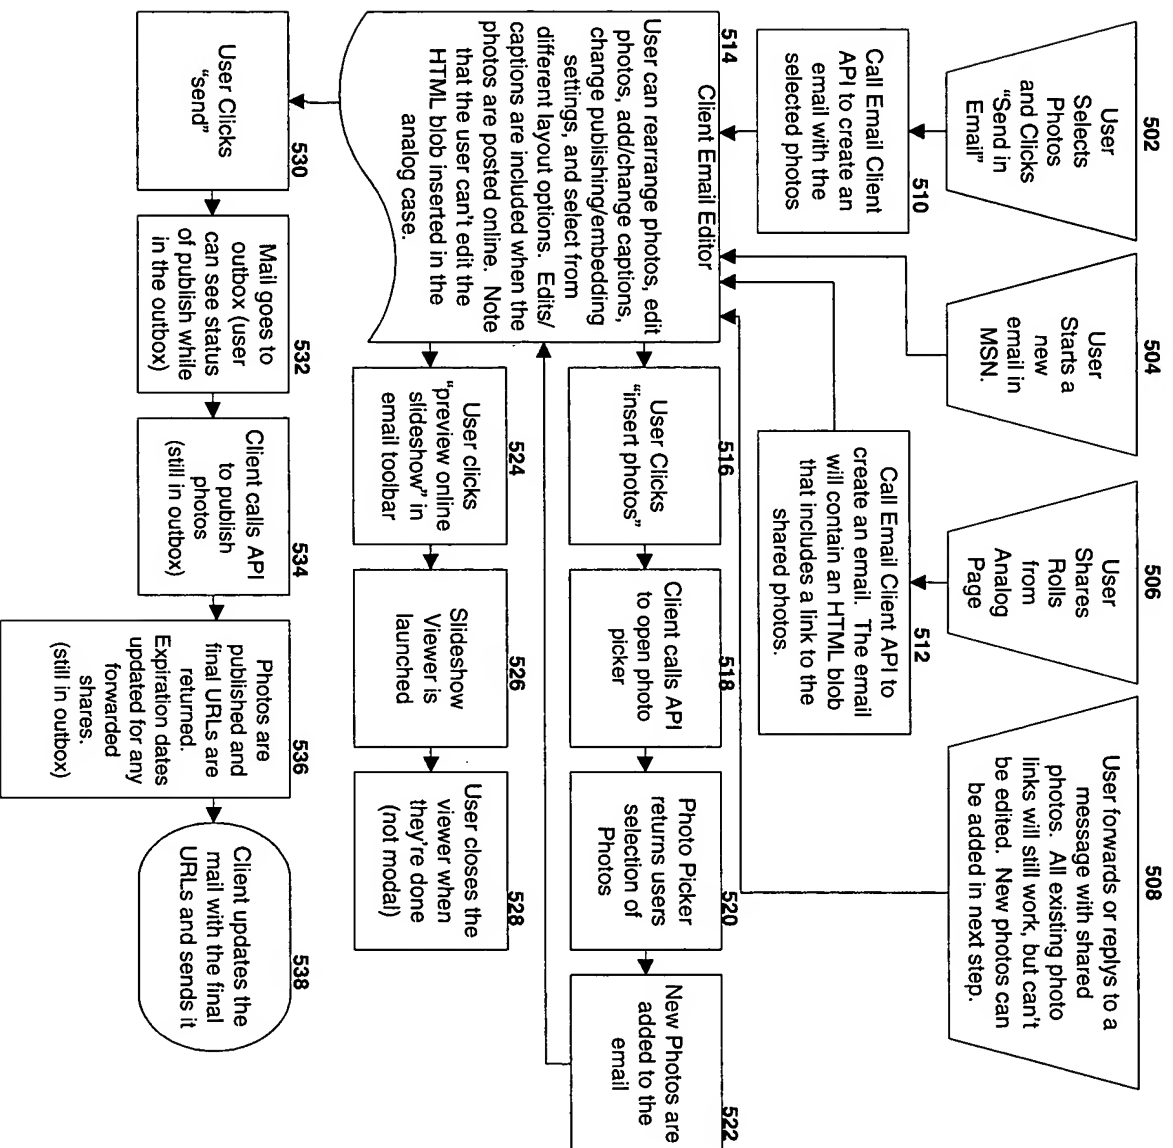 502
User
Selects
Photos
and Clicks
“Send in
Email”
504
User
Starts a
new
email in
MSN.
506
User
Shares
Rolls
from
Analog
Page
508
User forwards or replys to a
message with shared
photos. All existing photo
links will still work, but can't
be edited. New photos can
be added in next step.
510
Call Email Client
API to create an
email with the
selected photos
512
Call Email Client API to
create an email. The email
will contain an HTML blob
that includes a link to the
shared photos.
514
Client Email Editor
User can rearrange photos, edit
photos, add/change captions,
change publishing/embedding
settings, and select from
different layout options. Edits/
captions are included when the
photos are posted online. Note
that the user can't edit the
HTML blob inserted in the
analog case.
516
User Clicks
“insert photos”
518
Client calls API
to open photo
picker
520
Photo Picker
returns users
selection of
Photos
522
New Photos are
added to the
email
524
User clicks
“preview online
slideshow” in
email toolbar
526
Slideshow
Viewer is
launched
528
User closes the
viewer when
they're done
(not modal)
530
User Clicks
“send”
532
Mail goes to
outbox (user
can see status
of publish while
in the outbox)
534
Client calls API
to publish
photos
(still in outbox)
536
Photos are
published and
final URLs are
returned.
Expiration dates
updated for any
forwarded
shares.
(still in outbox)
538
Client updates the
mail with the final
URLs and sends it